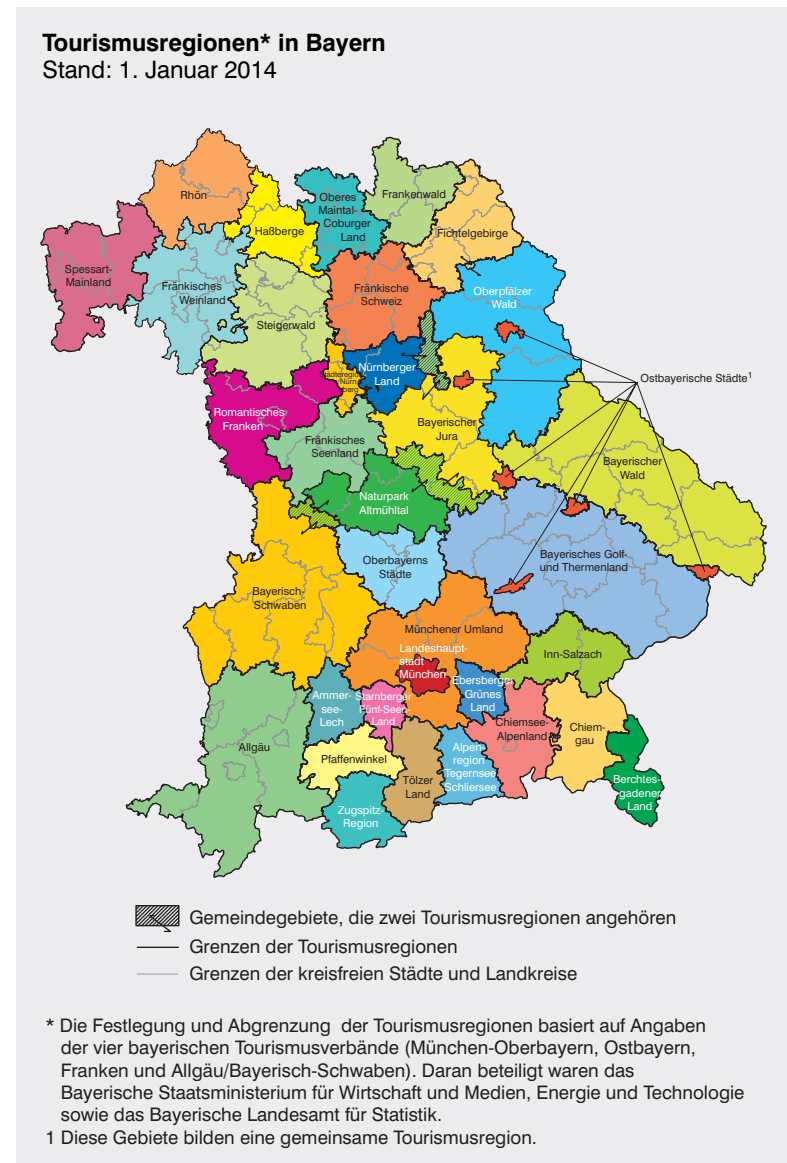 Tourismusregionen* in Bayern
Stand: 1. Januar 2014
Rhön
Frankenwald
Oberes
Maintal-
Coburger
Land
Haßberge
Fichtelgebirge
Spessart-
Mainland
Fränkisches
Weinland
Fränkische
Schweiz
Oberpfälzer
Wald
Steigerwald
Städteregion
Nürn-
berg
Nürnberger
Land
Ostbayerische Städte1
Romantisches
Franken
Bayerischer
Jura
Fränkisches
Seenland
Bayerischer
Wald
Naturpark
Altmühltal
Oberbayerns
Städte
Bayerisches Golf-
und Thermenland
Bayerisch-
Schwaben
Münchener Umland
Landeshaupt-
stadt
München
Inn-Salzach
Ebersberger
Grünes
Land
Ammer-
see-
Lech
Starnberger
Fünf-Seen-
Land
Chiemsee-
Alpenland
Chiem-
gau
Allgäu
Pfaffenwinkel
Alpen-
region
Tegernsee
Schliersee
Tölzer
Land
Berchtes-
gadener
Land
Zugspitz-
Region
Gemeindegebiete, die zwei Tourismusregionen angehören
Grenzen der Tourismusregionen
Grenzen der kreisfreien Städte und Landkreise
* Die Festlegung und Abgrenzung der Tourismusregionen basiert auf Angaben
der vier bayerischen Tourismusverbände (München-Oberbayern, Ostbayern,
Franken und Allgäu/Bayerisch-Schwaben). Daran beteiligt waren das
Bayerische Staatsministerium für Wirtschaft und Medien, Energie und Technologie
sowie das Bayerische Landesamt für Statistik.
1 Diese Gebiete bilden eine gemeinsame Tourismusregion.